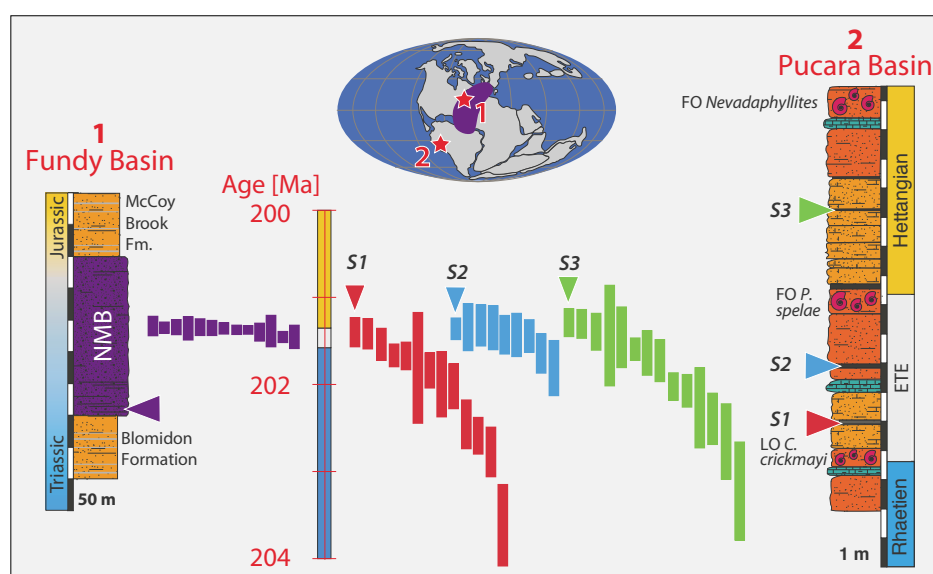 1
Fundy Basin
Jurassic
Triassic
McCoy
Brook
Fm.
NMB
Blomidon
Formation
50 m
1
2
Age [Ma]
200
202
204
S1
S2
S3
2
Pucara Basin
FO Nevadaphyllites
S3
FO P.
spelae
S2
S1
LO C.
crickmayi
1 m
Hettangian
ETE
Rhaetien